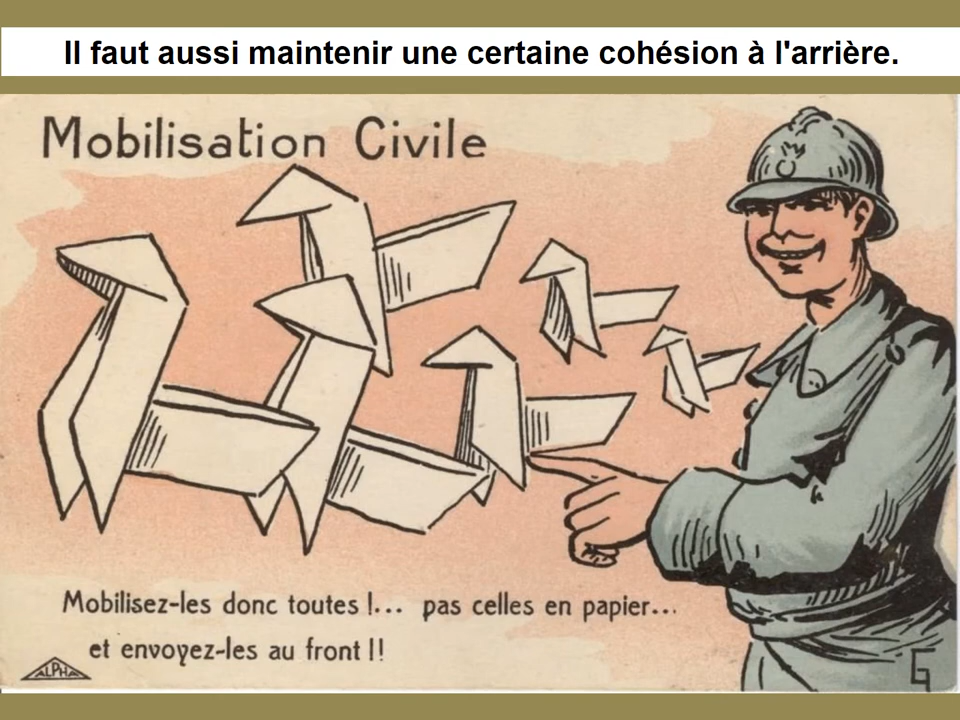 Il faut aussi maintenir une certaine cohésion à l'arrière.
Mobilisation Civile
Mobilisez-les donc toutes !... pas celles en papier...
et envoyez-les au front !!
ALPHA
G